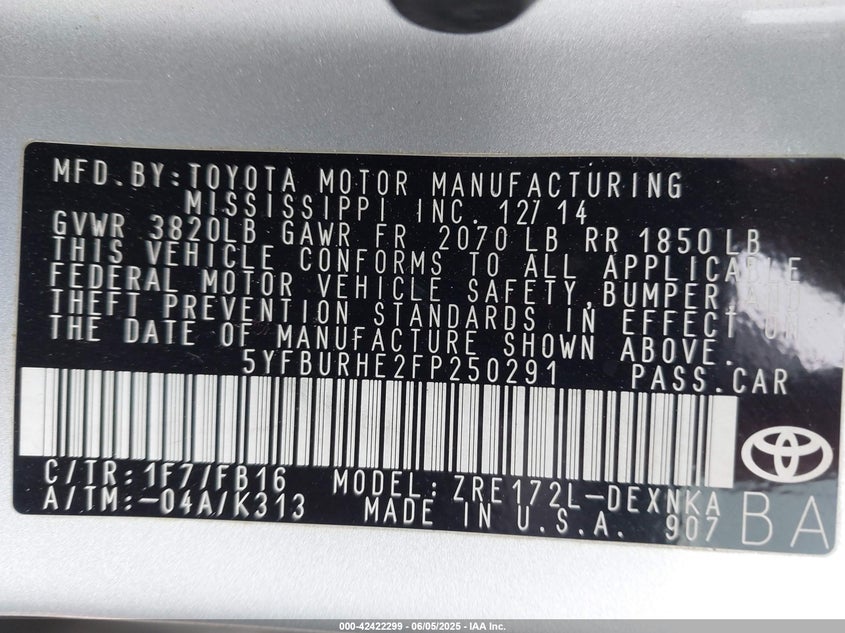 MFD.BY:TOYOTA MOTOR MANUFACTURING
MISSISSIPPI INC. 12/14
GVWR 3820LB GAWR FR 2070LB RR 1850LB
THIS VEHICLE CONFORMS TO ALL APPLICABLE
FEDERAL MOTOR VEHICLE SAFETY,BUMPER,AND
THEFT PREVENTION STANDARDS IN EFFECT ON
THE DATE OF MANUFACTURE SHOWN ABOVE.
5YFBURHE2FP250291 PASS.CAR
C/TR:1F7/FB16 MODEL:ZRE172L-DEXNKA
A/TM:-04A/K313 MADE IN U.S.A. 907 BA
000-42422299 - 06/05/2025 - IAA Inc.